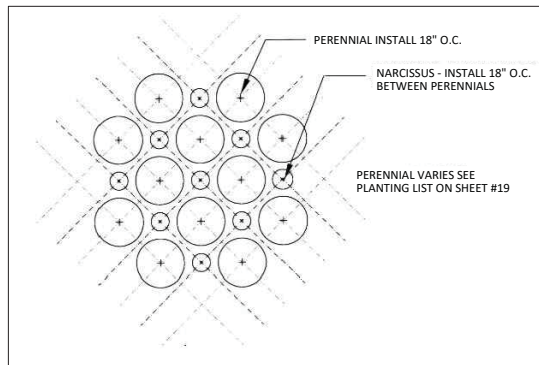 PERENNIAL INSTALL 18" O.C.
NARCISSUS - INSTALL 18" O.C.
BETWEEN PERENNIALS
PERENNIAL VARIES SEE
PLANTING LIST ON SHEET #19